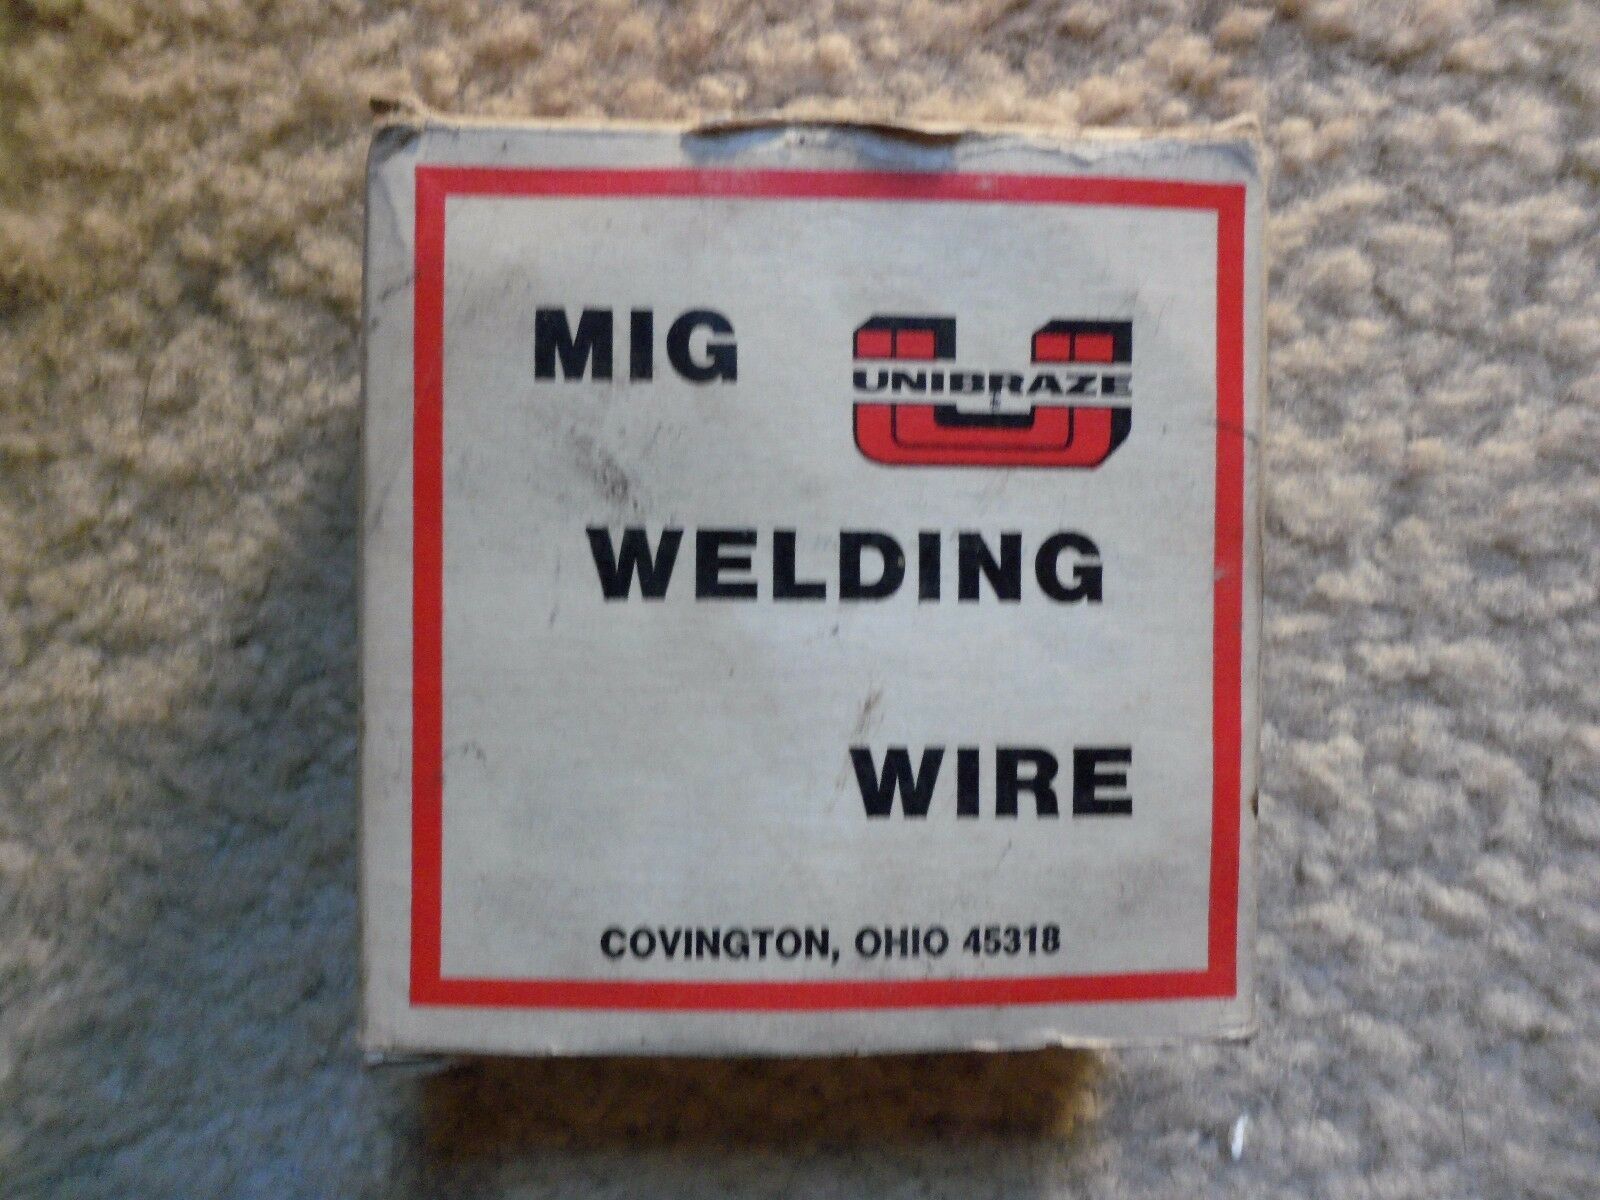 MIG
UNIBRAZE
WELDING
WIRE
COVINGTON, OHIO 45318